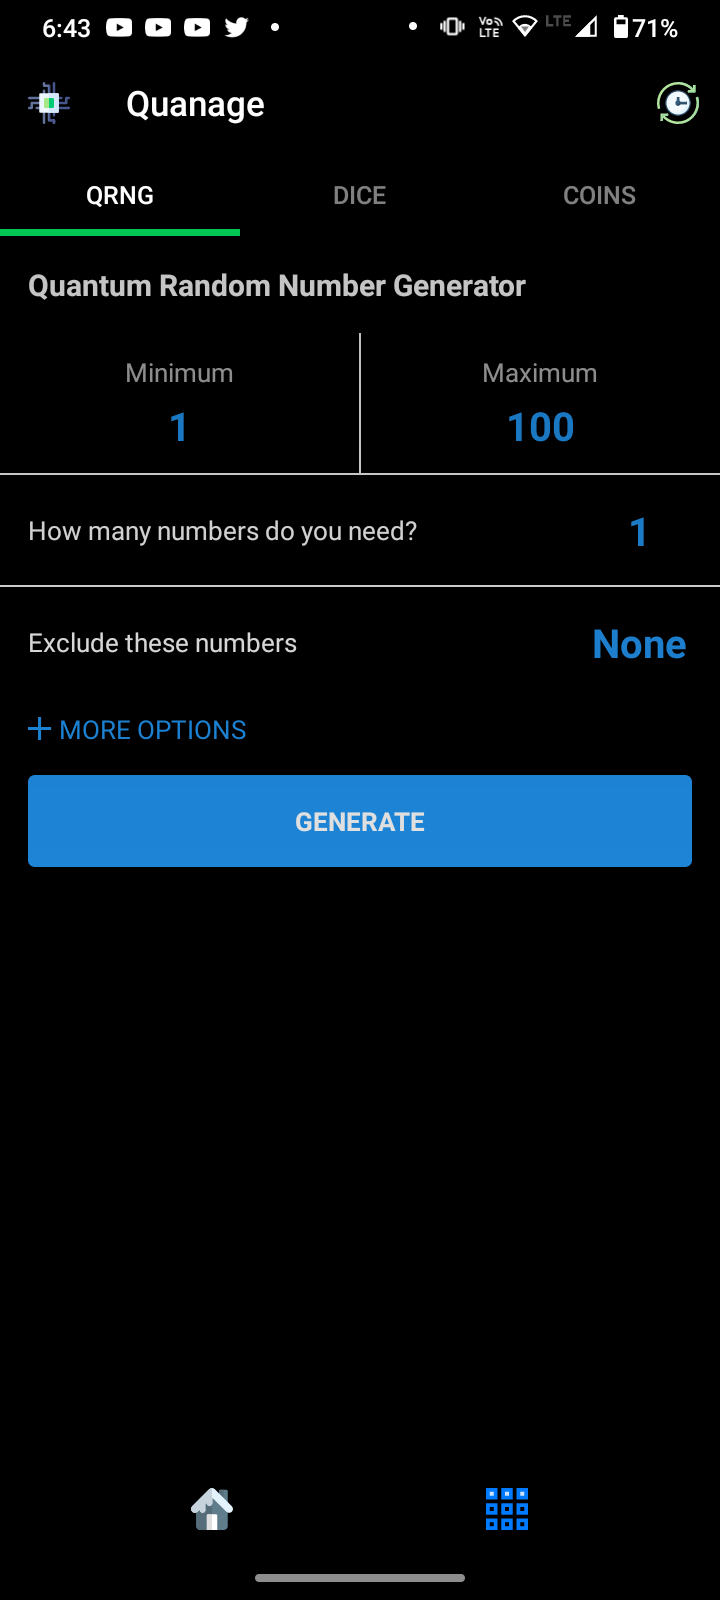 6:43 Vo LTE LTE 71%
Quanage
QRNG DICE COINS
Quantum Random Number Generator
Minimum Maximum
1 100
How many numbers do you need? 1
Exclude these numbers None
+ MORE OPTIONS
GENERATE